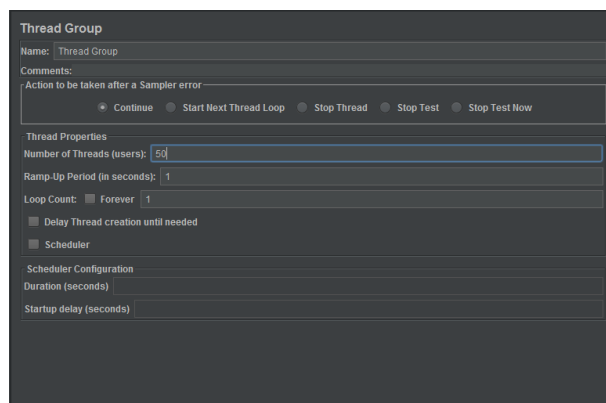 Thread Group
Name: Thread Group
Comments:
Action to be taken after a Sampler error
Continue Start Next Thread Loop Stop Thread Stop Test Stop Test Now
Thread Properties
Number of Threads (users): 50
Ramp-Up Period (in seconds): 1
Loop Count: Forever 1
Delay Thread creation until needed
Scheduler
Scheduler Configuration
Duration (seconds)
Startup delay (seconds)